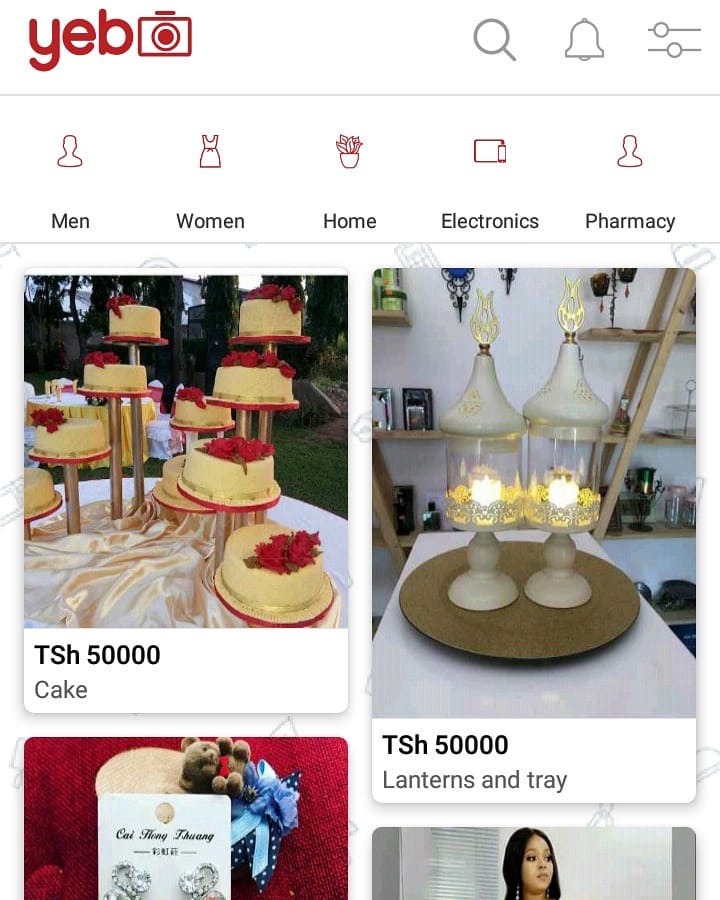 yebo
Men
Women
Home
Electronics
Pharmacy
TSh 50000
Cake
TSh 50000
Lanterns and tray
Cai Hong Zhuang
彩虹莊